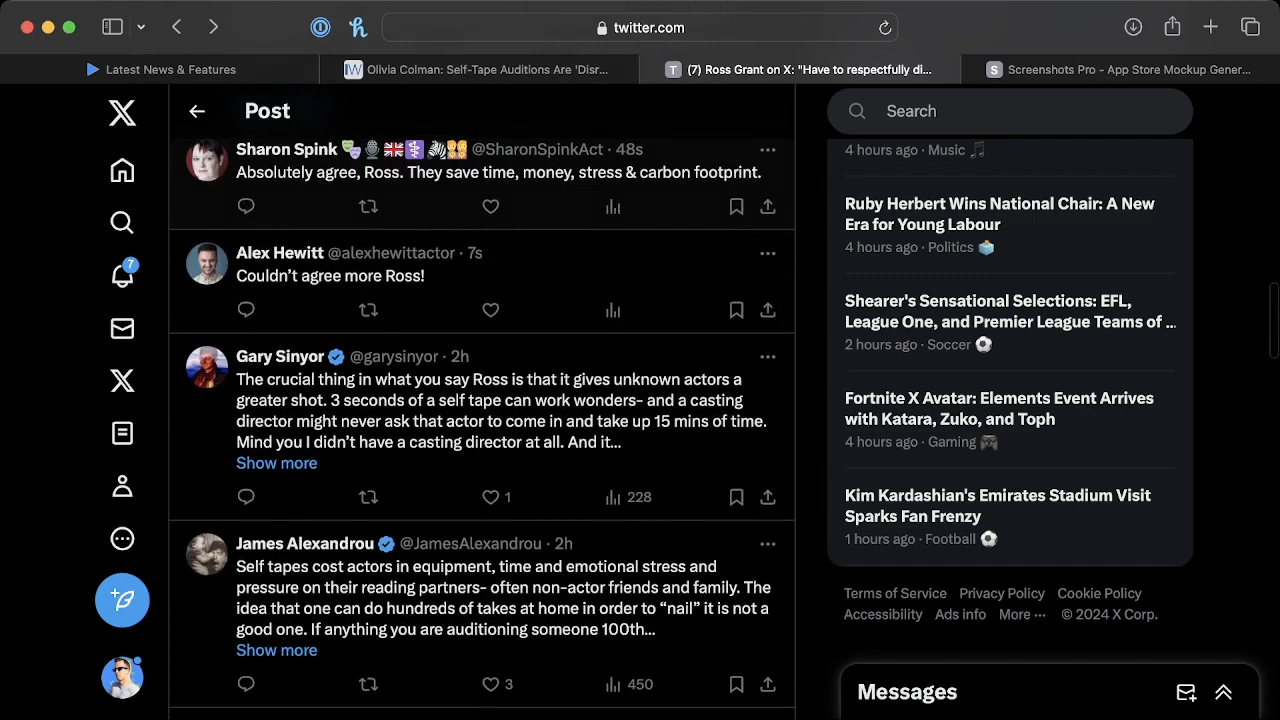 twitter.com
Latest News & Features
Olivia Colman: Self-Tape Auditions Are 'Disr...
(7) Ross Grant on X: "Have to respectfully di...
Screenshots Pro - App Store Mockup Gener...
Post
Search
7
Sharon Spink @SharonSpinkAct · 48s
Absolutely agree, Ross. They save time, money, stress & carbon footprint.
Alex Hewitt @alexhewittactor · 7s
Couldn't agree more Ross!
Gary Sinyor @garysinyor · 2h
The crucial thing in what you say Ross is that it gives unknown actors a
greater shot. 3 seconds of a self tape can work wonders- and a casting
director might never ask that actor to come in and take up 15 mins of time.
Mind you I didn't have a casting director at all. And it...
Show more
1
228
James Alexandrou @JamesAlexandrou · 2h
Self tapes cost actors in equipment, time and emotional stress and
pressure on their reading partners- often non-actor friends and family. The
idea that one can do hundreds of takes at home in order to “nail” it is not a
good one. If anything you are auditioning someone 100th...
Show more
3
450
4 hours ago · Music
Ruby Herbert Wins National Chair: A New
Era for Young Labour
4 hours ago · Politics
Shearer's Sensational Selections: EFL,
League One, and Premier League Teams of ...
2 hours ago · Soccer
Fortnite X Avatar: Elements Event Arrives
with Katara, Zuko, and Toph
4 hours ago · Gaming
Kim Kardashian's Emirates Stadium Visit
Sparks Fan Frenzy
1 hours ago · Football
Terms of Service Privacy Policy Cookie Policy
Accessibility Ads info More ··· © 2024 X Corp.
Messages